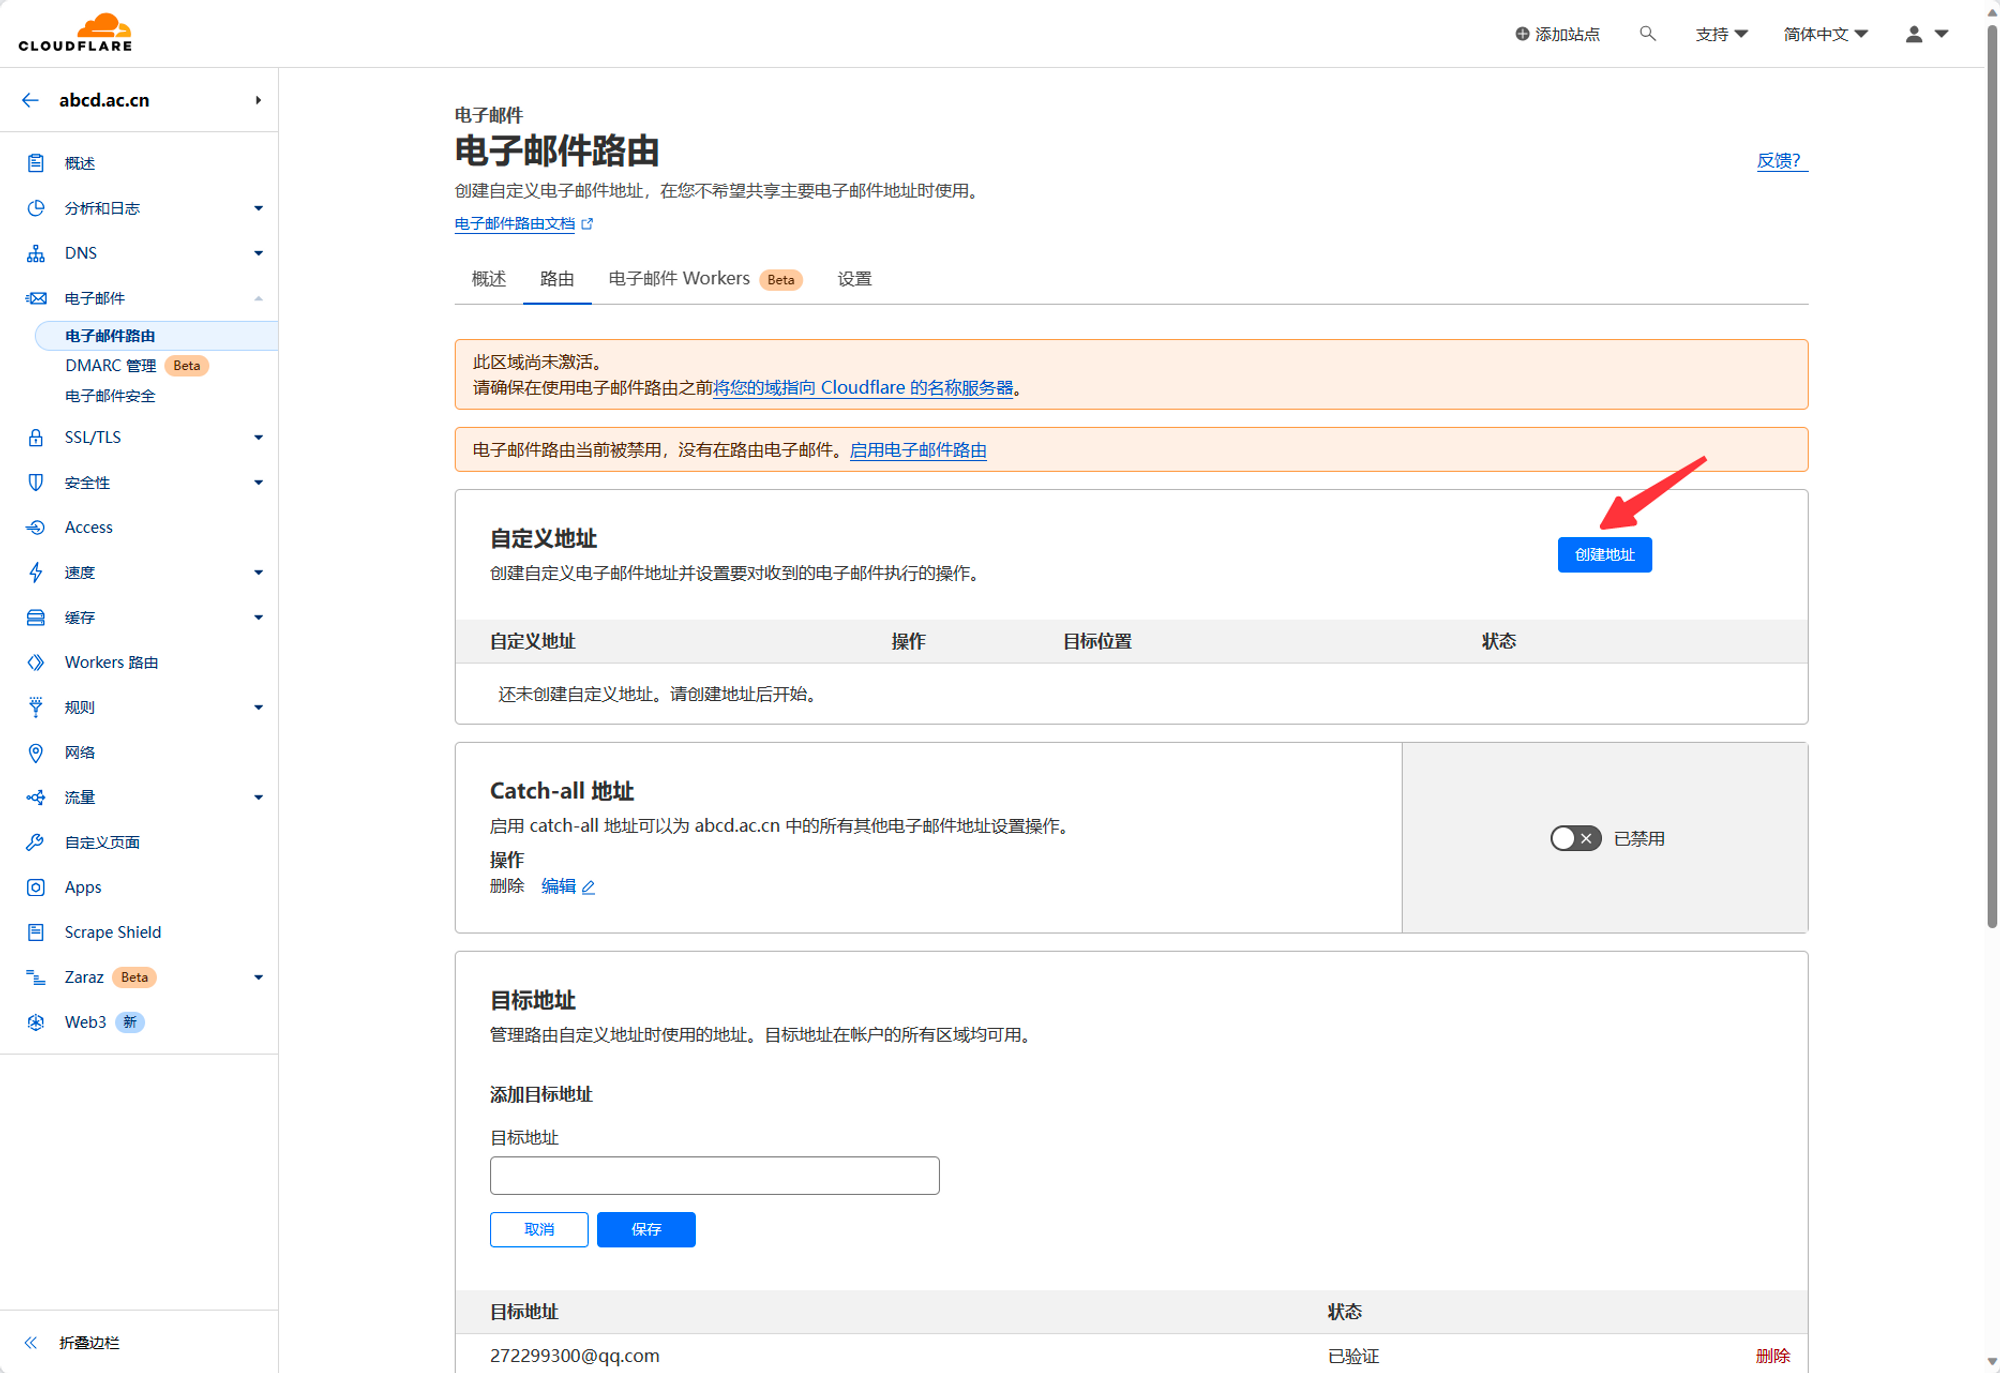 CLOUDFLARE
添加站点
支持
简体中文
abcd.ac.cn
概述
分析和日志
DNS
电子邮件
电子邮件路由
DMARC 管理 Beta
电子邮件安全
SSL/TLS
安全性
Access
速度
缓存
Workers 路由
规则
网络
流量
自定义页面
Apps
Scrape Shield
Zaraz Beta
Web3 新
折叠边栏
电子邮件
电子邮件路由
反馈?
创建自定义电子邮件地址，在您不希望共享主要电子邮件地址时使用。
电子邮件路由文档
概述 路由 电子邮件 Workers Beta 设置
此区域尚未激活。
请确保在使用电子邮件路由之前将您的域指向 Cloudflare 的名称服务器。
电子邮件路由当前被禁用，没有在路由电子邮件。启用电子邮件路由
自定义地址
创建自定义电子邮件地址并设置要对收到的电子邮件执行的操作。
创建地址
自定义地址 操作 目标位置 状态
还未创建自定义地址。请创建地址后开始。
Catch-all 地址
启用 catch-all 地址可以为 abcd.ac.cn 中的所有其他电子邮件地址设置操作。
操作
删除 编辑
已禁用
目标地址
管理路由自定义地址时使用的地址。目标地址在帐户的所有区域均可用。
添加目标地址
目标地址
取消 保存
目标地址 状态
272299300@qq.com 已验证 删除